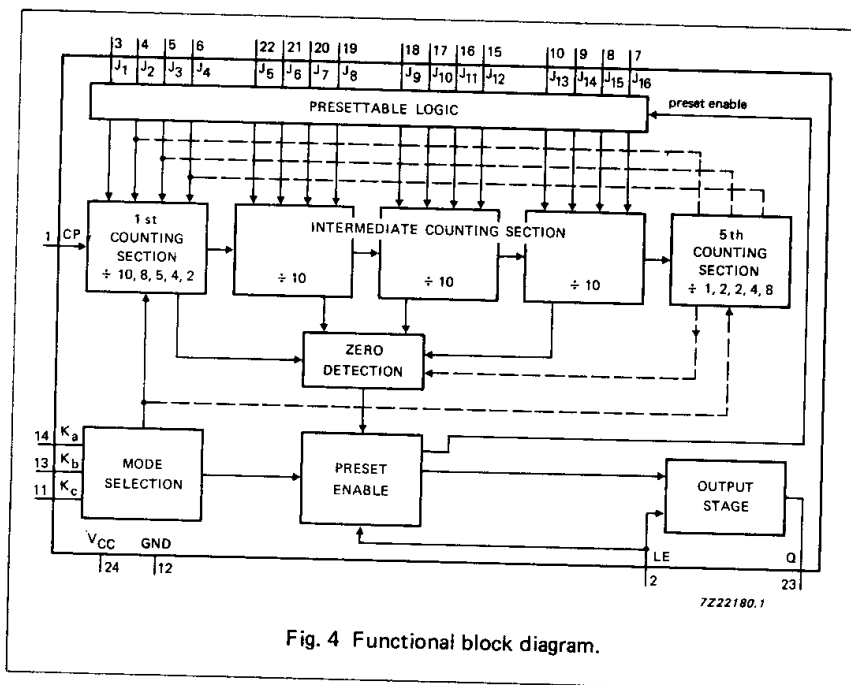 3 4 5 6 22 21 20 19 18 17 16 15 10 9 8 7
J1 J2 J3 J4 J5 J6 J7 J8 J9 J10 J11 J12 J13 J14 J15 J16
PRESETTABLE LOGIC
preset enable
1 CP
1 st
COUNTING
SECTION
÷ 10, 8, 5, 4, 2
INTERMEDIATE COUNTING SECTION
÷ 10
÷ 10
÷ 10
5 th
COUNTING
SECTION
÷ 1, 2, 2, 4, 8
ZERO
DETECTION
14 Ka
13 Kb
11 Kc
MODE
SELECTION
PRESET
ENABLE
OUTPUT
STAGE
VCC GND
24 12
LE Q
2 23
7Z22180.1
Fig. 4 Functional block diagram.